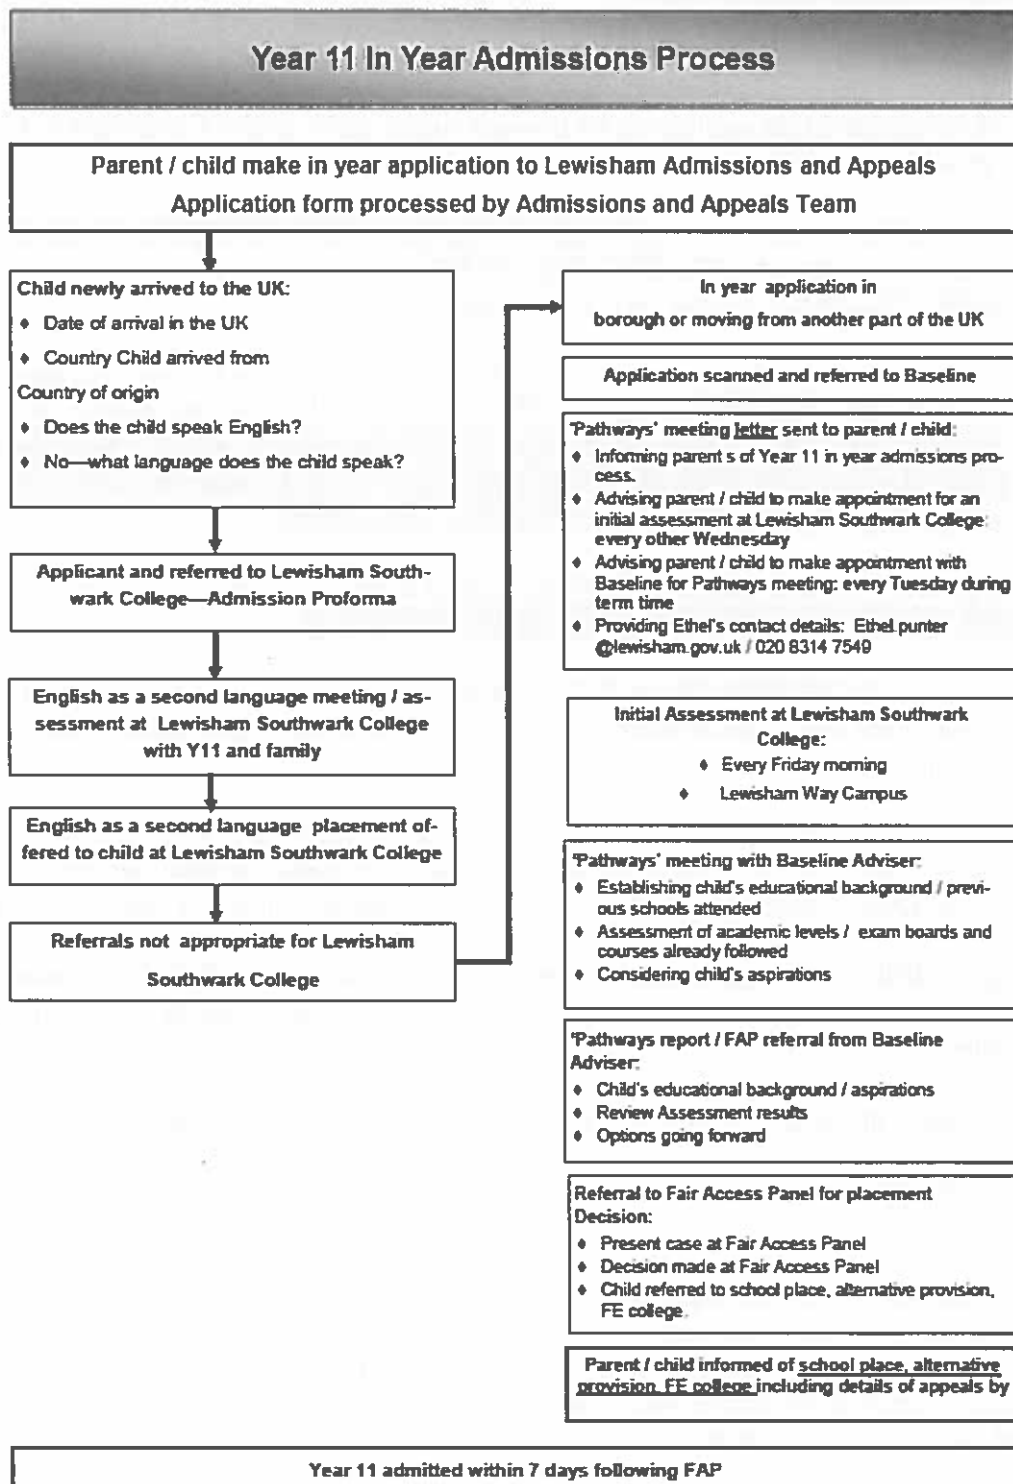 Year 11 In Year Admissions Process
Parent / child make in year application to Lewisham Admissions and Appeals
Application form processed by Admissions and Appeals Team
Child newly arrived to the UK:
♦ Date of arrival in the UK
♦ Country Child arrived from
Country of origin
♦ Does the child speak English?
♦ No—what language does the child speak?
Applicant and referred to Lewisham South-
wark College—Admission Proforma
English as a second language meeting / as-
sessment at Lewisham Southwark College
with Y11 and family
English as a second language placement of-
fered to child at Lewisham Southwark College
Referrals not appropriate for Lewisham
Southwark College
In year application in
borough or moving from another part of the UK
Application scanned and referred to Baseline
'Pathways' meeting letter sent to parent / child:
♦ Informing parent s of Year 11 in year admissions pro-
cess.
♦ Advising parent / child to make appointment for an
initial assessment at Lewisham Southwark College:
every other Wednesday
♦ Advising parent / child to make appointment with
Baseline for Pathways meeting: every Tuesday during
term time
♦ Providing Ethel's contact details: Ethel.punter
@lewisham.gov.uk / 020 8314 7549
Initial Assessment at Lewisham Southwark
College:
♦ Every Friday morning
♦ Lewisham Way Campus
'Pathways' meeting with Baseline Adviser:
♦ Establishing child's educational background / previ-
ous schools attended
♦ Assessment of academic levels / exam boards and
courses already followed
♦ Considering child's aspirations
'Pathways report / FAP referral from Baseline
Adviser:
♦ Child's educational background / aspirations
♦ Review Assessment results
♦ Options going forward
Referral to Fair Access Panel for placement
Decision:
♦ Present case at Fair Access Panel
♦ Decision made at Fair Access Panel
♦ Child referred to school place, alternative provision,
FE college.
Parent / child informed of school place, alternative
provision, FE college including details of appeals by
Year 11 admitted within 7 days following FAP